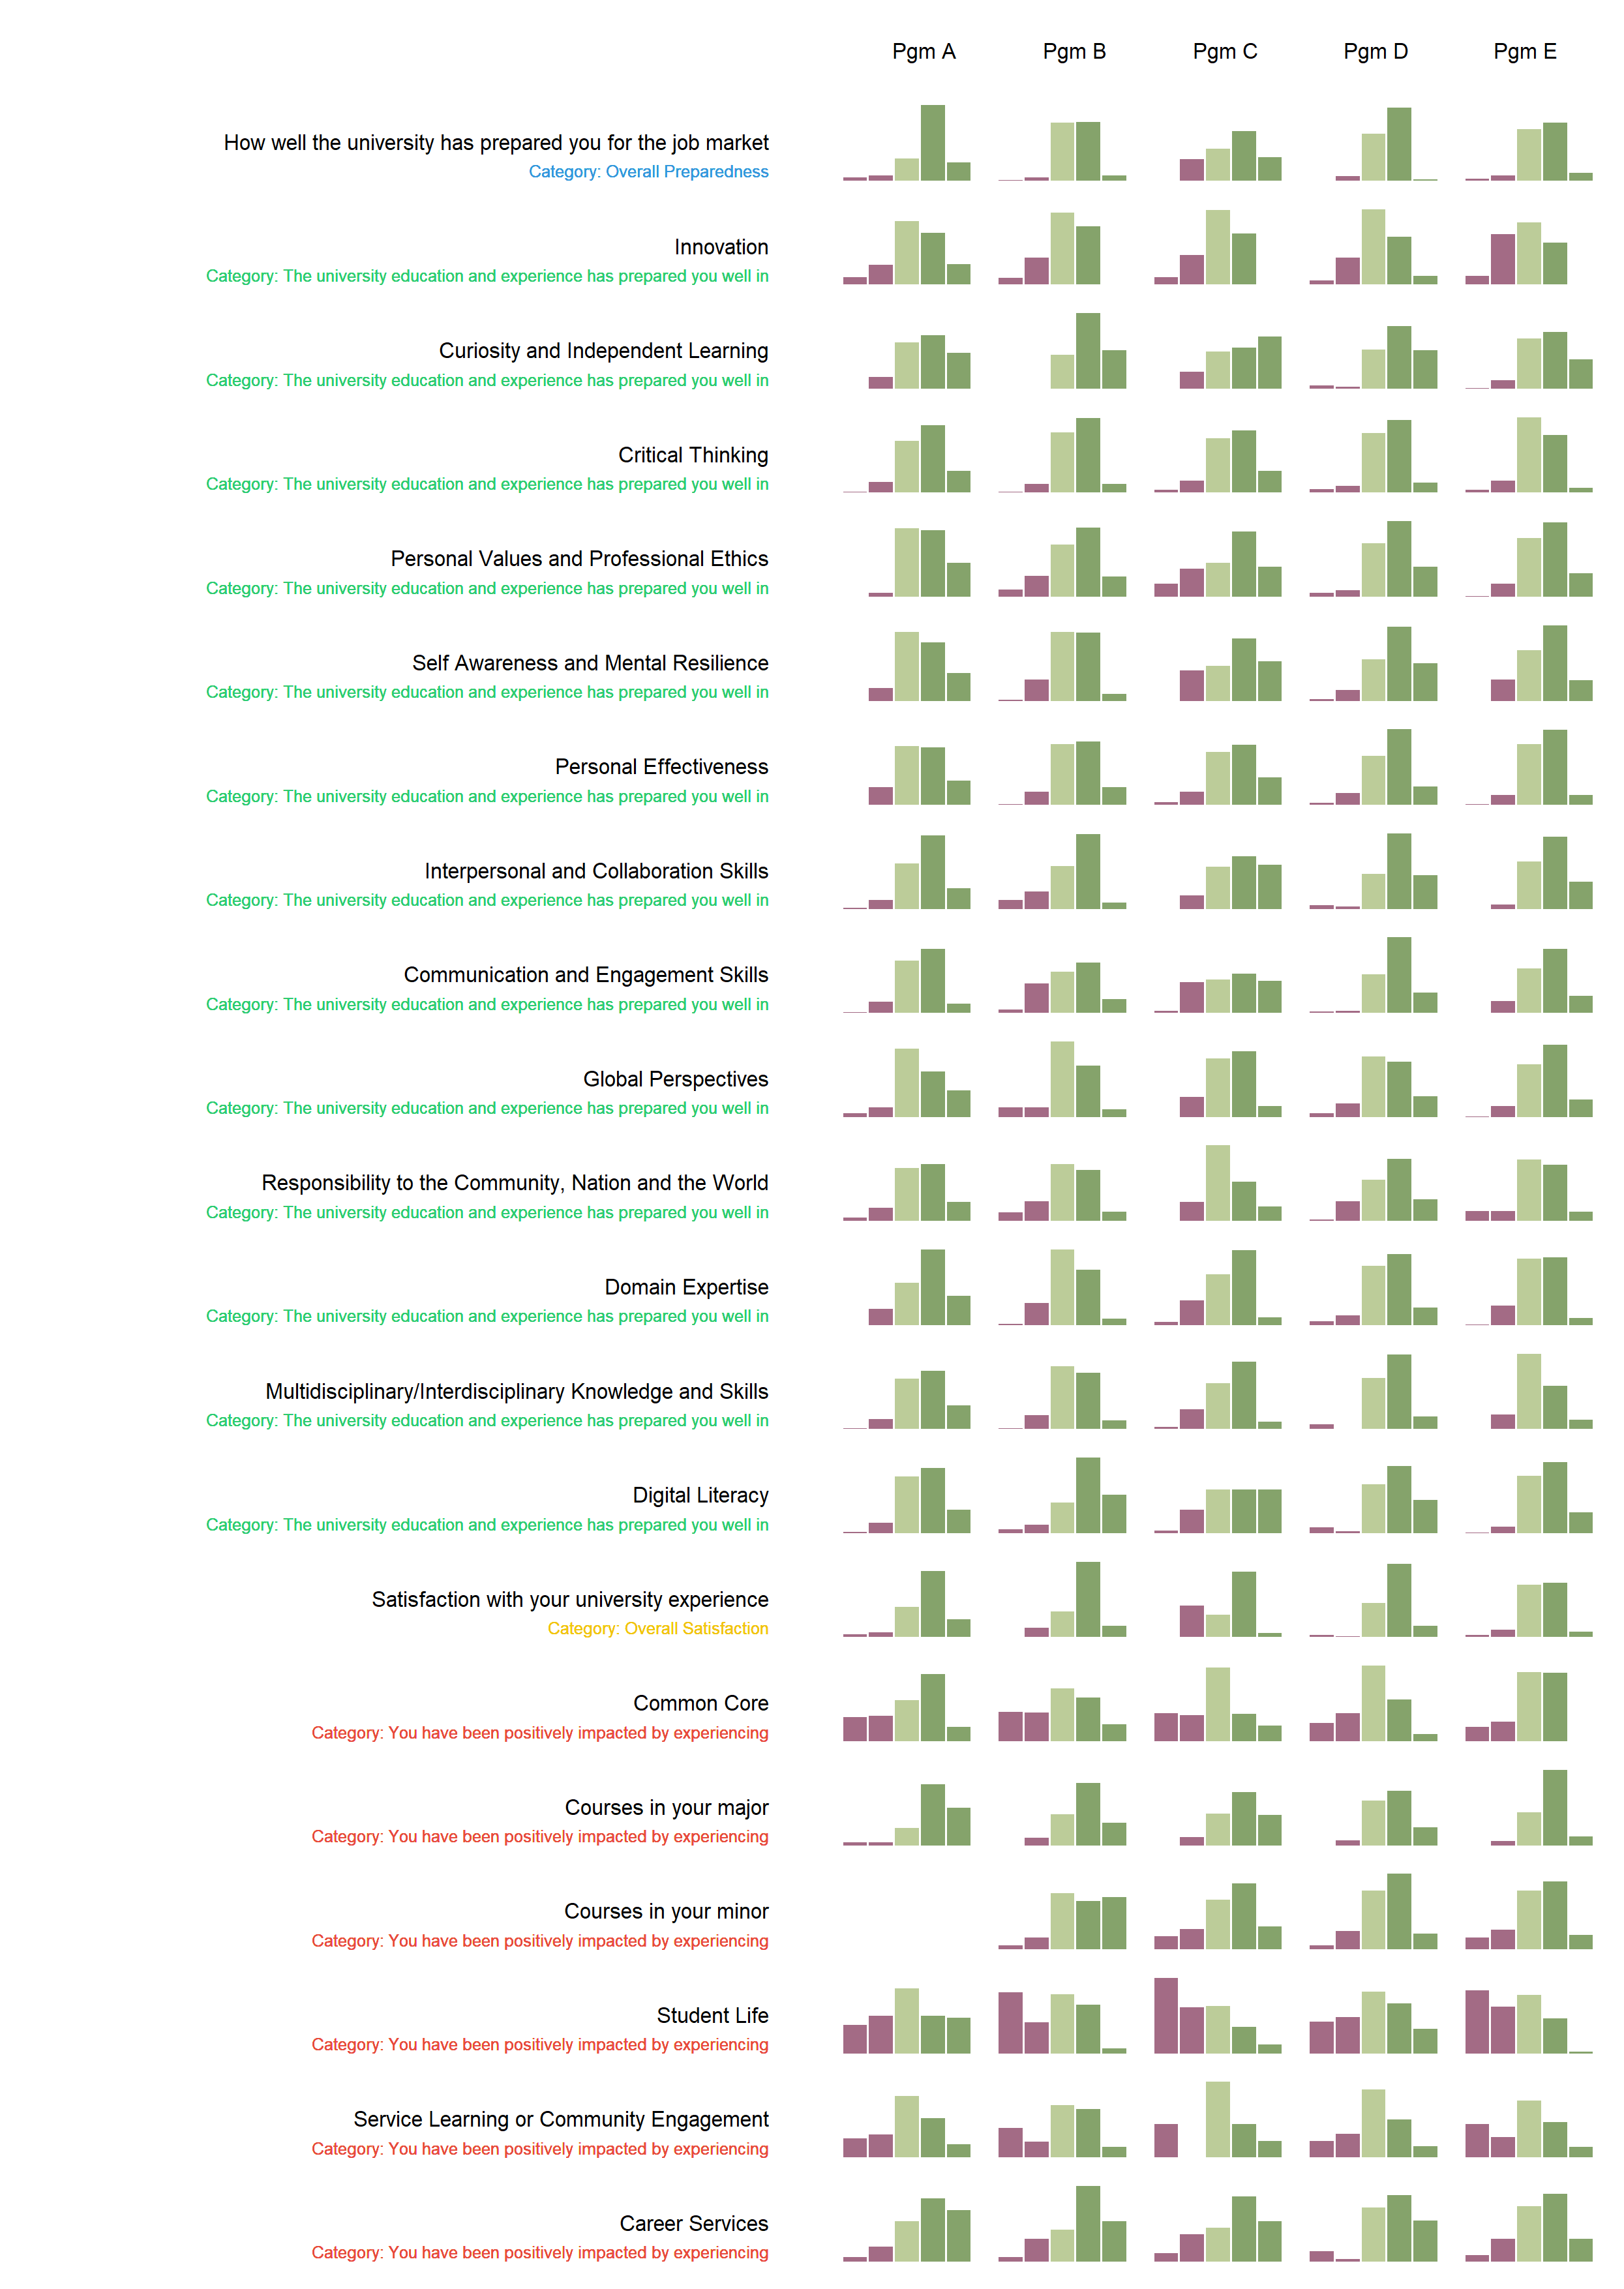 Pgm A Pgm B Pgm C Pgm D Pgm E
How well the university has prepared you for the job market
Category: Overall Preparedness
Innovation
Category: The university education and experience has prepared you well in
Curiosity and Independent Learning
Category: The university education and experience has prepared you well in
Critical Thinking
Category: The university education and experience has prepared you well in
Personal Values and Professional Ethics
Category: The university education and experience has prepared you well in
Self Awareness and Mental Resilience
Category: The university education and experience has prepared you well in
Personal Effectiveness
Category: The university education and experience has prepared you well in
Interpersonal and Collaboration Skills
Category: The university education and experience has prepared you well in
Communication and Engagement Skills
Category: The university education and experience has prepared you well in
Global Perspectives
Category: The university education and experience has prepared you well in
Responsibility to the Community, Nation and the World
Category: The university education and experience has prepared you well in
Domain Expertise
Category: The university education and experience has prepared you well in
Multidisciplinary/Interdisciplinary Knowledge and Skills
Category: The university education and experience has prepared you well in
Digital Literacy
Category: The university education and experience has prepared you well in
Satisfaction with your university experience
Category: Overall Satisfaction
Common Core
Category: You have been positively impacted by experiencing
Courses in your major
Category: You have been positively impacted by experiencing
Courses in your minor
Category: You have been positively impacted by experiencing
Student Life
Category: You have been positively impacted by experiencing
Service Learning or Community Engagement
Category: You have been positively impacted by experiencing
Career Services
Category: You have been positively impacted by experiencing